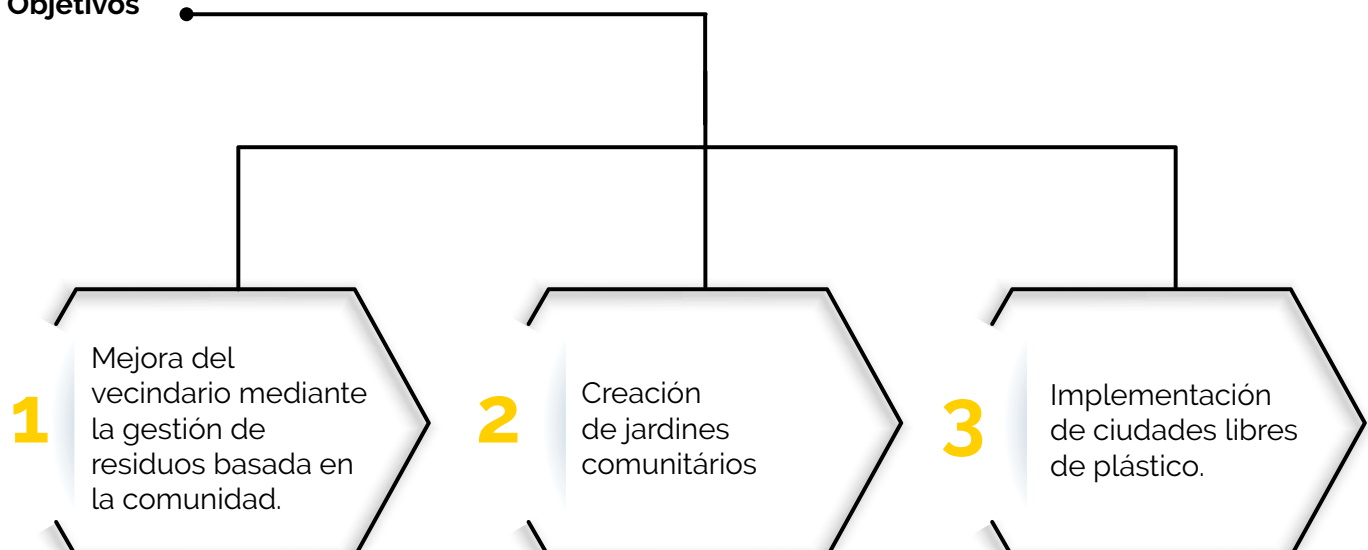 Objetivos
1
Mejora del
vecindario mediante
la gestión de
residuos basada en
la comunidad.
2
Creación
de jardines
comunitários
3
Implementación
de ciudades libres
de plástico.